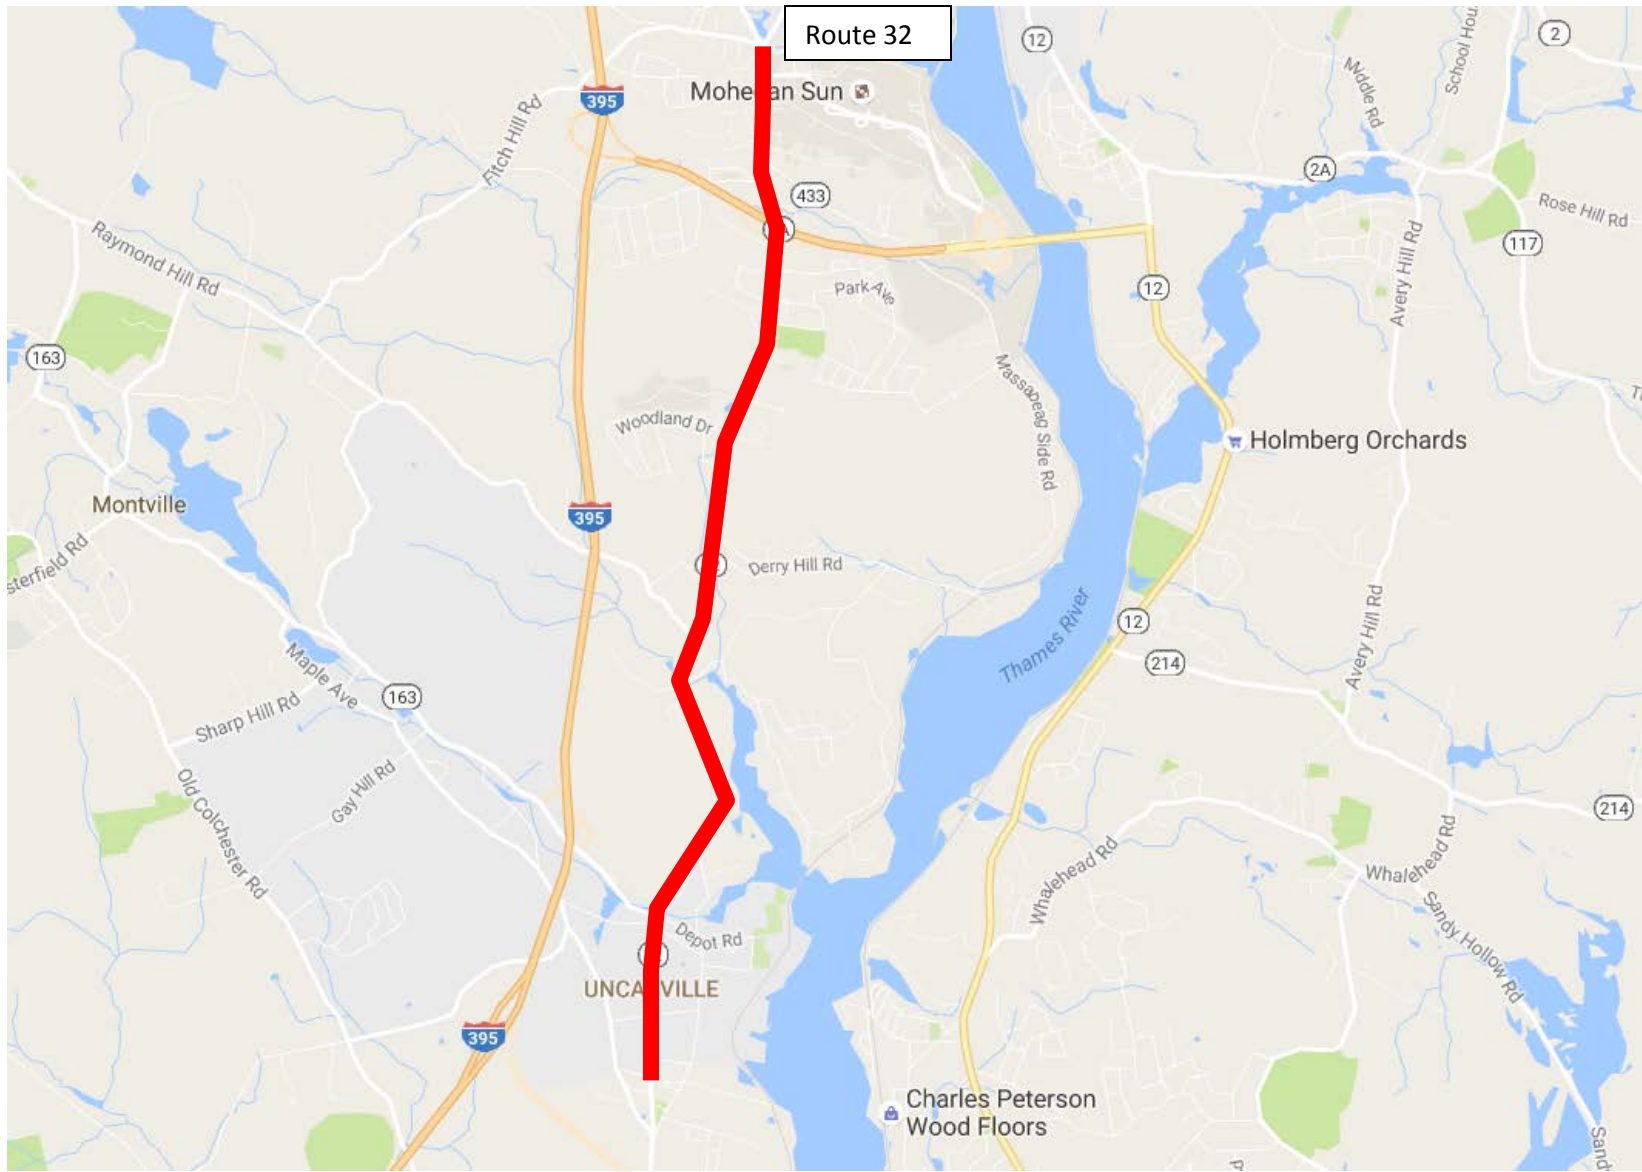 Route 32
12
2
School Hou
Middle Rd
395
Mohegan Sun
Fitch Hill Rd
2A
433
Rose Hill Rd
117
Raymond Hill Rd
Avery Hill Rd
Park Ave
12
163
Massapeag Side Rd
Woodland Dr
Holmberg Orchards
Montville
395
sterfield Rd
Derry Hill Rd
Thames River
12
214
Avery Hill Rd
Maple Ave
163
Sharp Hill Rd
Old Colchester Rd
Gay Hill Rd
214
Whalehead Rd
Whalehead Rd
Sandy Hollow Rd
Depot Rd
UNCA VILLE
395
Charles Peterson
Wood Floors
Sand